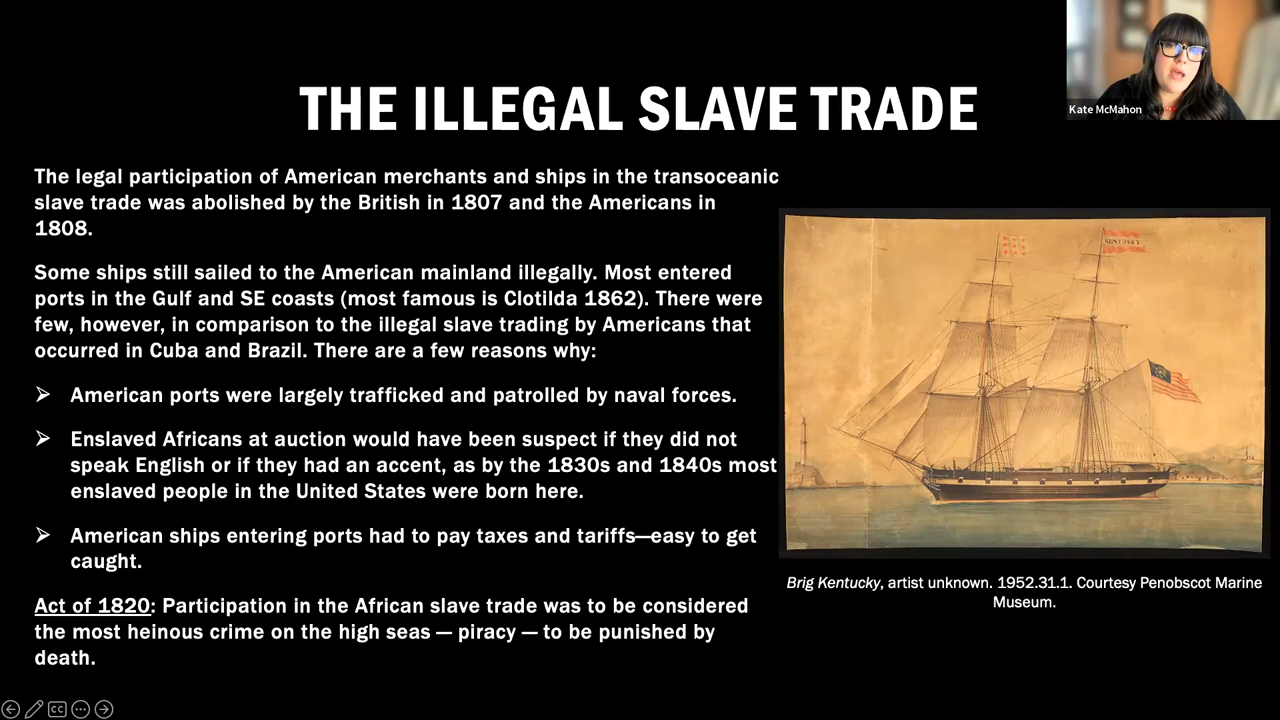 THE ILLEGAL SLAVE TRADE
Kate McMahon
The legal participation of American merchants and ships in the transoceanic
slave trade was abolished by the British in 1807 and the Americans in
1808.
Some ships still sailed to the American mainland illegally. Most entered
ports in the Gulf and SE coasts (most famous is Clotilda 1862). There were
few, however, in comparison to the illegal slave trading by Americans that
occurred in Cuba and Brazil. There are a few reasons why:
American ports were largely trafficked and patrolled by naval forces.
Enslaved Africans at auction would have been suspect if they did not
speak English or if they had an accent, as by the 1830s and 1840s most
enslaved people in the United States were born here.
American ships entering ports had to pay taxes and tariffs—easy to get
caught.
Act of 1820: Participation in the African slave trade was to be considered
the most heinous crime on the high seas — piracy — to be punished by
death.
KENTUCKY
Brig Kentucky, artist unknown. 1952.31.1. Courtesy Penobscot Marine
Museum.
CC